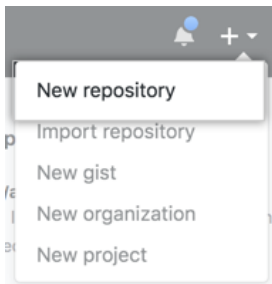 New repository
Import repository
New gist
New organization
New project